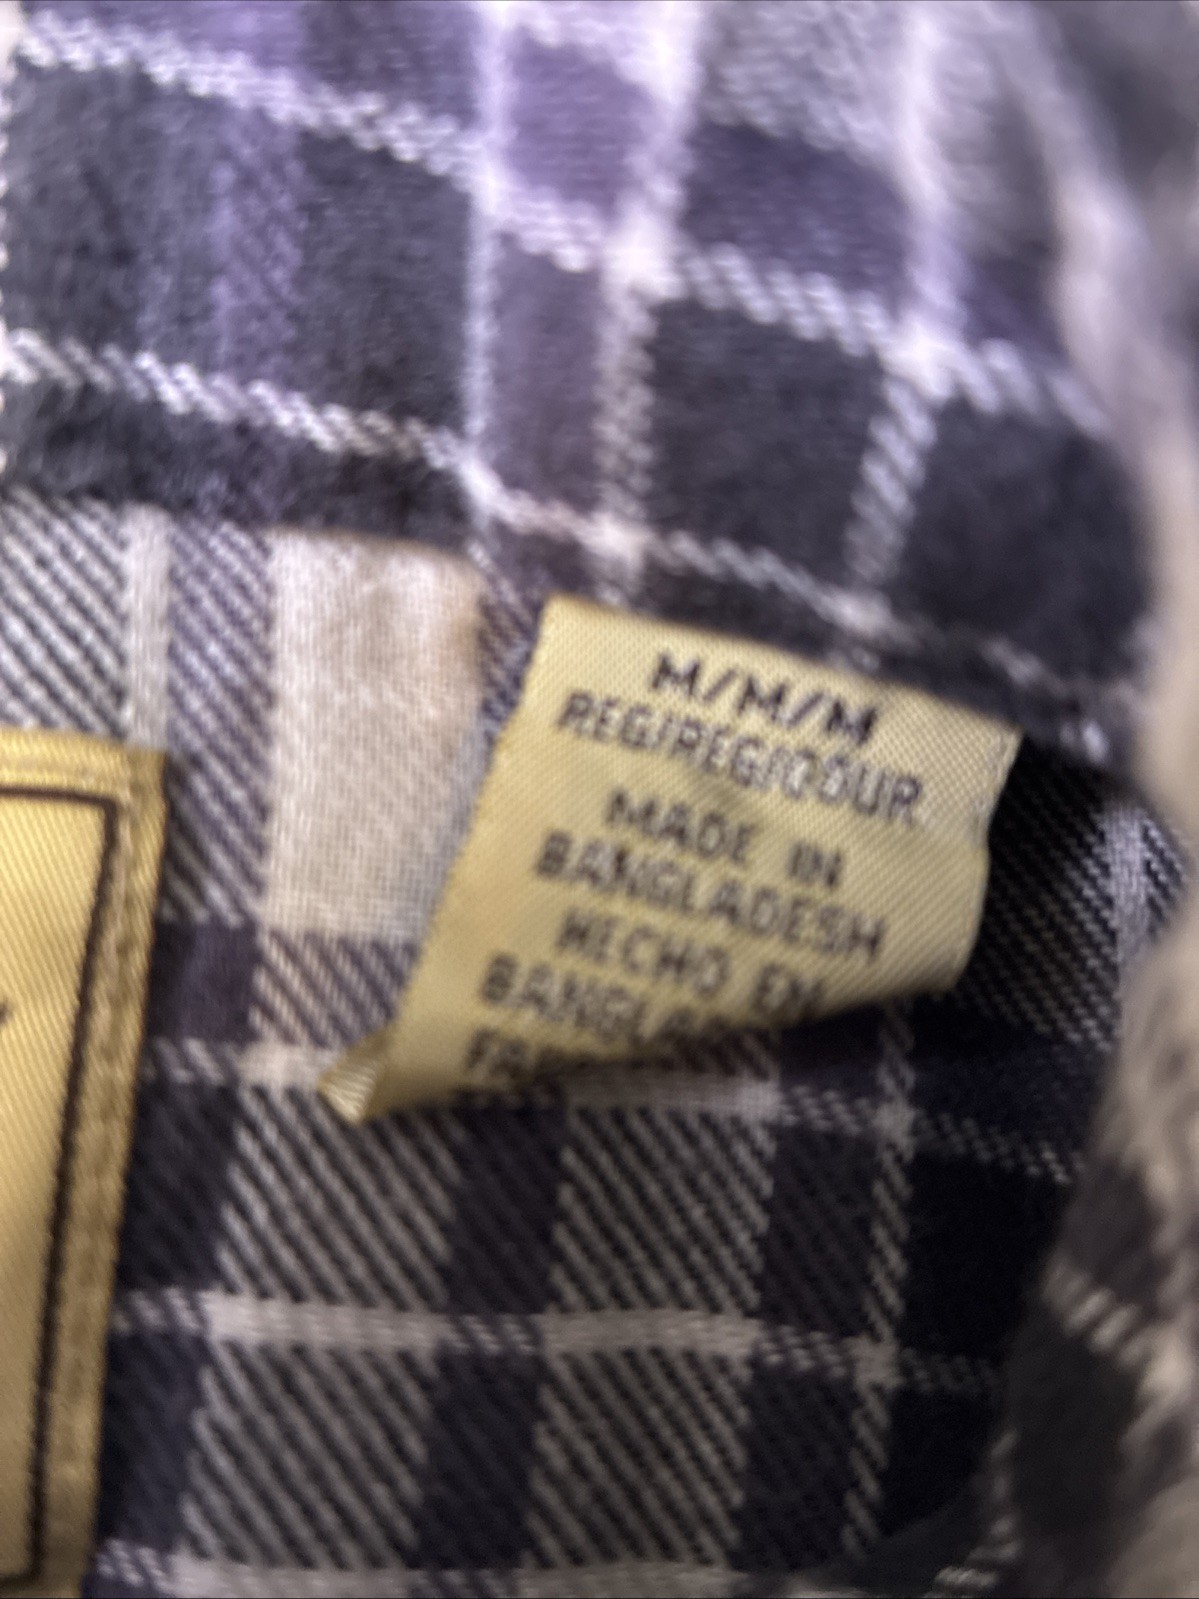 M/M/M
REG/REG/COUR
MADE IN
BANGLADESH
HECHO EN